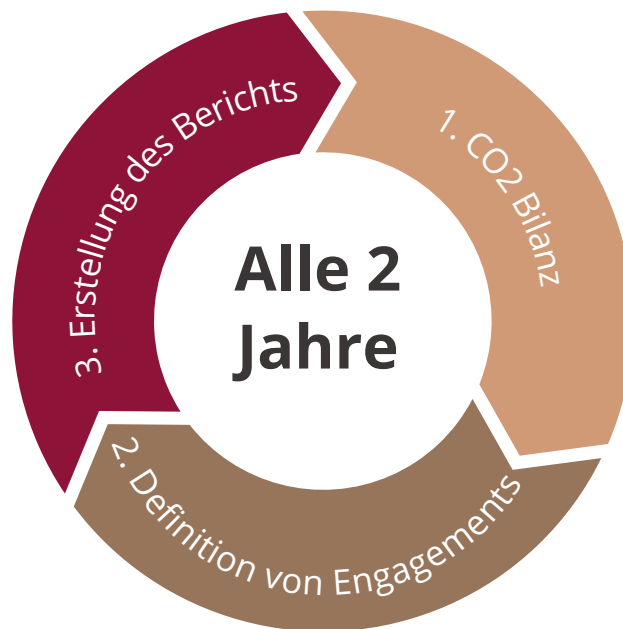 Alle 2
Jahre
1. CO2 Bilanz
2. Definition von Engagements
3. Erstellung des Berichts